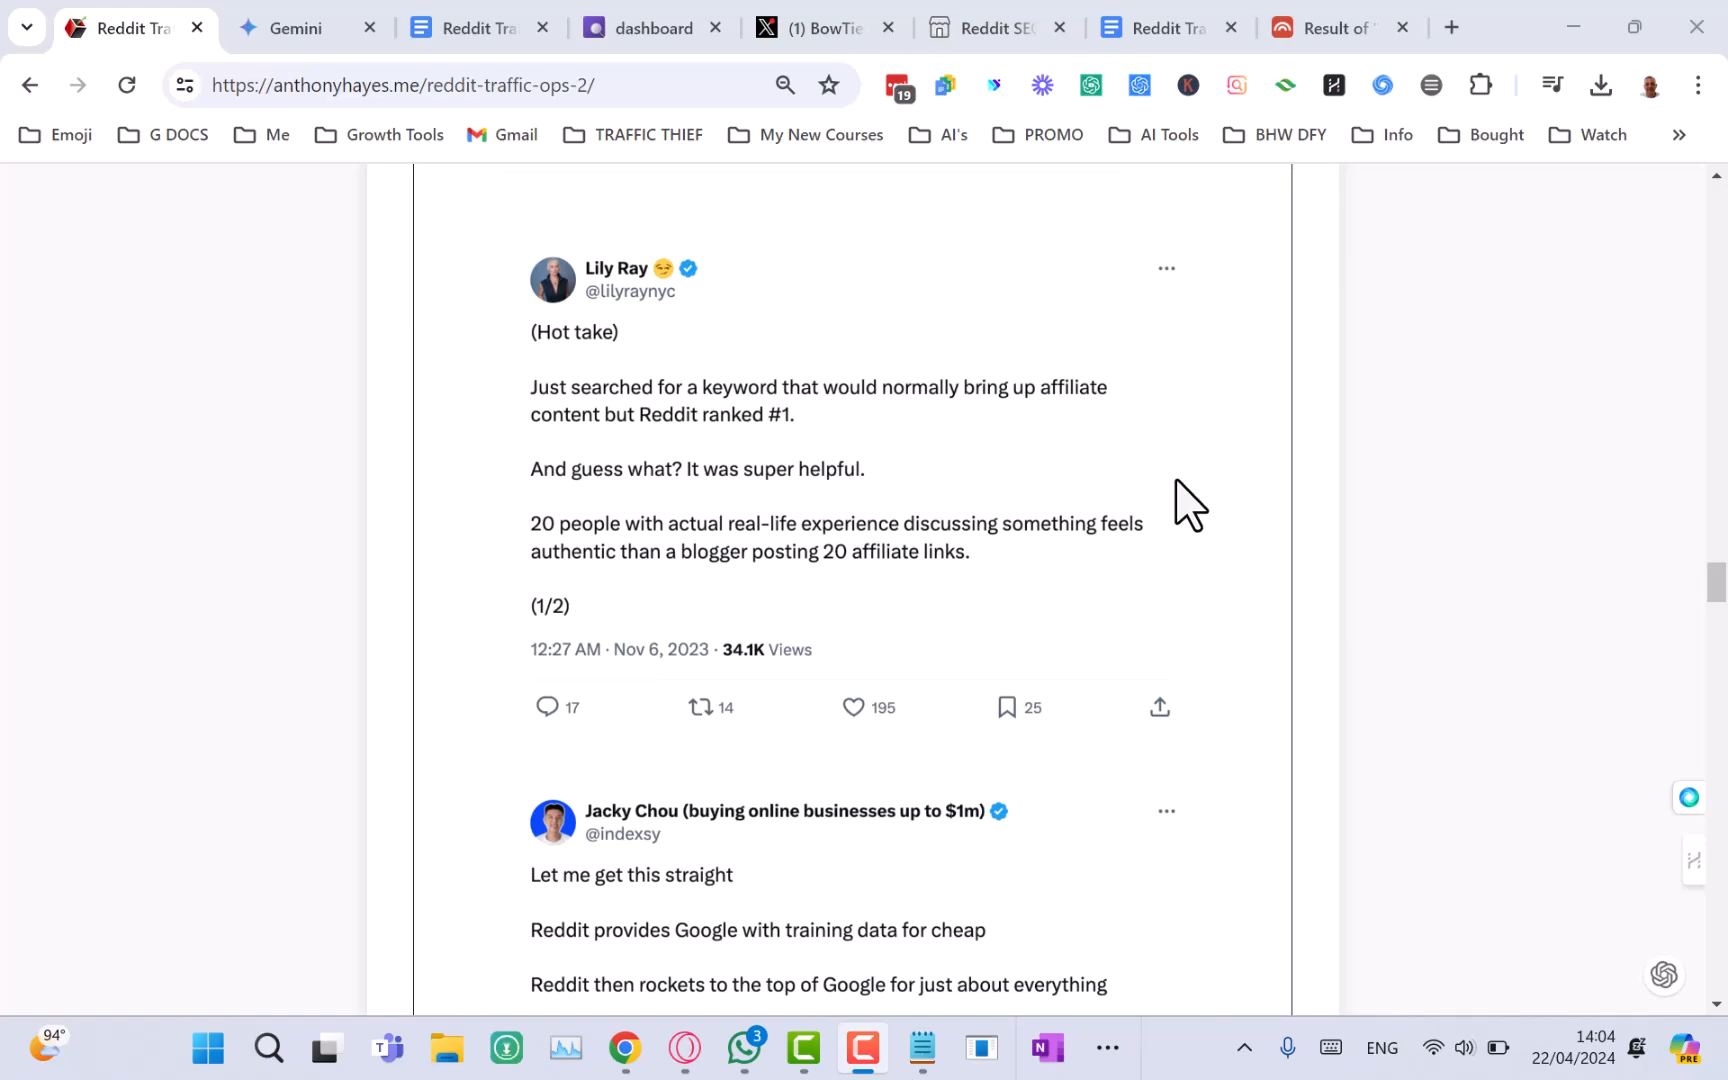 Reddit Tra
Gemini
Reddit Tra
dashboard
(1) BowTie
Reddit SEO
Reddit Tra
Result of "
https://anthonyhayes.me/reddit-traffic-ops-2/
19
K
Emoji
G DOCS
Me
Growth Tools
Gmail
TRAFFIC THIEF
My New Courses
AI's
PROMO
AI Tools
BHW DFY
Info
Bought
Watch
Lily Ray 😏
@lilyraynyc
(Hot take)
Just searched for a keyword that would normally bring up affiliate
content but Reddit ranked #1.
And guess what? It was super helpful.
20 people with actual real-life experience discussing something feels
authentic than a blogger posting 20 affiliate links.
(1/2)
12:27 AM · Nov 6, 2023 · 34.1K Views
17
14
195
25
Jacky Chou (buying online businesses up to $1m)
@indexsy
Let me get this straight
Reddit provides Google with training data for cheap
Reddit then rockets to the top of Google for just about everything
94°
3
ENG
14:04
22/04/2024
PRE